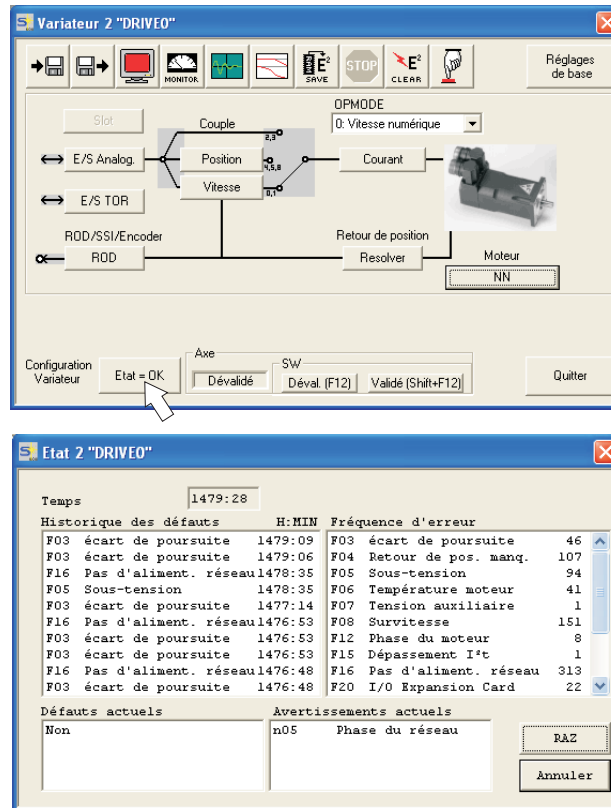 Variateur 2 "DRIVE0"
MONITOR
E²
SAVE
STOP
E²
CLEAR
Réglages
de base
OPMODE
Slot
Couple
0: Vitesse numérique
2,3
E/S Analog.
Position
4,5,8
Courant
Vitesse
0,1
E/S TOR
ROD/SSI/Encoder
Retour de position
ROD
Resolver
Moteur
NN
Configuration
Variateur
Etat = OK
Axe
Dévalidé
SW
Déval. (F12)
Validé (Shift+F12)
Quitter
Etat 2 "DRIVE0"
Temps 1479:28
Historique des défauts H:MIN Fréquence d'erreur
F03 écart de poursuite 1479:09 F03 écart de poursuite 46
F03 écart de poursuite 1479:06 F04 Retour de pos. manq. 107
F16 Pas d'aliment. réseau1478:35 F05 Sous-tension 94
F05 Sous-tension 1478:35 F06 Température moteur 41
F03 écart de poursuite 1477:14 F07 Tension auxiliaire 1
F16 Pas d'aliment. réseau1476:53 F08 Survitesse 151
F03 écart de poursuite 1476:53 F12 Phase du moteur 8
F03 écart de poursuite 1476:53 F15 Dépassement I²t 1
F16 Pas d'aliment. réseau1476:48 F16 Pas d'aliment. réseau 313
F03 écart de poursuite 1476:48 F20 I/O Expansion Card 22
Défauts actuels Avertissements actuels
Non n05 Phase du réseau
RAZ
Annuler